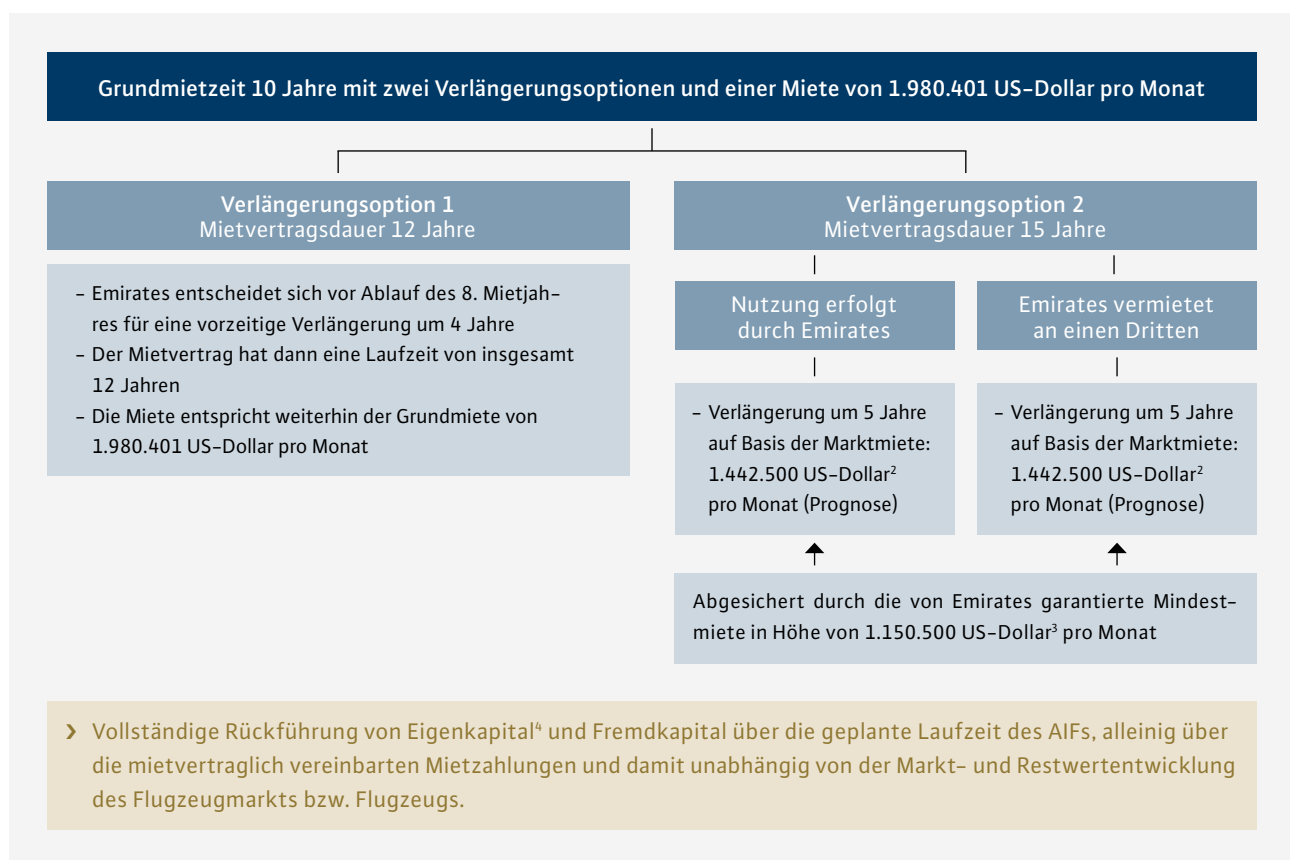 Grundmietzeit 10 Jahre mit zwei Verlängerungsoptionen und einer Miete von 1.980.401 US-Dollar pro Monat
Verlängerungsoption 1
Mietvertragsdauer 12 Jahre
– Emirates entscheidet sich vor Ablauf des 8. Mietjah-
res für eine vorzeitige Verlängerung um 4 Jahre
– Der Mietvertrag hat dann eine Laufzeit von insgesamt
12 Jahren
– Die Miete entspricht weiterhin der Grundmiete von
1.980.401 US-Dollar pro Monat
Verlängerungsoption 2
Mietvertragsdauer 15 Jahre
Nutzung erfolgt
durch Emirates
– Verlängerung um 5 Jahre
auf Basis der Marktmiete:
1.442.500 US-Dollar²
pro Monat (Prognose)
Emirates vermietet
an einen Dritten
– Verlängerung um 5 Jahre
auf Basis der Marktmiete:
1.442.500 US-Dollar²
pro Monat (Prognose)
Abgesichert durch die von Emirates garantierte Mindest-
miete in Höhe von 1.150.500 US-Dollar³ pro Monat
› Vollständige Rückführung von Eigenkapital⁴ und Fremdkapital über die geplante Laufzeit des AIFs, alleinig über
die mietvertraglich vereinbarten Mietzahlungen und damit unabhängig von der Markt- und Restwertentwicklung
des Flugzeugmarkts bzw. Flugzeugs.